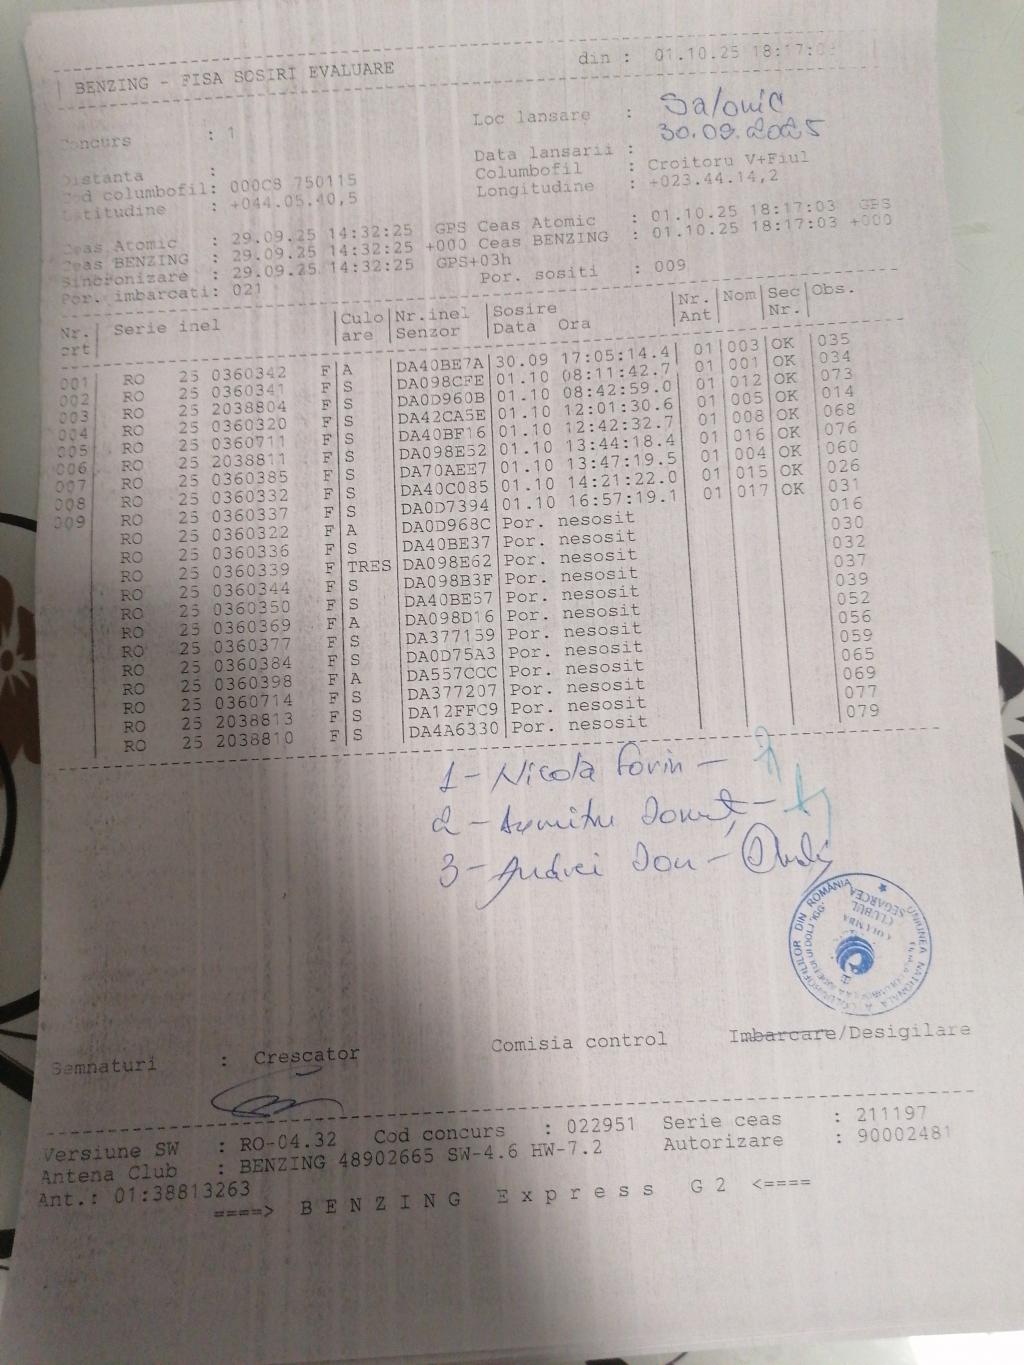 BENZING - FISA SOSIRI EVALUARE din : 01.10.25 18:17:03
Concurs : 1 Loc lansare : Salonic
Data lansarii : 30.09.2025
Distanta : Columbofil : Croitoru V+Fiul
Cod columbofil: 000C8 750115 Longitudine : +023.44.14,2
Latitudine : +044.05.40,5
Ceas Atomic : 29.09.25 14:32:25 GPS Ceas Atomic : 01.10.25 18:17:03 GPS
Ceas BENZING : 29.09.25 14:32:25 +000 Ceas BENZING : 01.10.25 18:17:03 +000
Sincronizare : 29.09.25 14:32:25 GPS+03h
Por. imbarcati: 021 Por. sositi : 009
Nr. crt Serie inel Culo are Nr.inel Senzor Sosire Data Ora Nr. Ant Nom Sec Nr. Obs.
001 RO 25 0360342 F A DA40BE7A 30.09 17:05:14.4 01 003 OK 035
002 RO 25 0360341 F S DA098CFE 01.10 08:11:42.7 01 001 OK 034
003 RO 25 2038804 F S DA0D960B 01.10 08:42:59.0 01 012 OK 073
004 RO 25 0360320 F S DA42CA5E 01.10 12:01:30.6 01 005 OK 014
005 RO 25 0360711 F S DA40BF16 01.10 12:42:32.7 01 008 OK 068
006 RO 25 2038811 F S DA098E52 01.10 13:44:18.4 01 016 OK 076
007 RO 25 0360385 F S DA70AEE7 01.10 13:47:19.5 01 004 OK 060
008 RO 25 0360332 F S DA40C085 01.10 14:21:22.0 01 015 OK 026
009 RO 25 0360337 F S DA0D7394 01.10 16:57:19.1 01 017 OK 031
RO 25 0360322 F A DA0D968C Por. nesosit 016
RO 25 0360336 F S DA40BE37 Por. nesosit 030
RO 25 0360339 F TRES DA098E62 Por. nesosit 032
RO 25 0360344 F S DA098B3F Por. nesosit 037
RO 25 0360350 F S DA40BE57 Por. nesosit 039
RO 25 0360369 F A DA098D16 Por. nesosit 052
RO 25 0360377 F S DA377159 Por. nesosit 056
RO 25 0360384 F S DA0D75A3 Por. nesosit 059
RO 25 0360398 F A DA557CCC Por. nesosit 065
RO 25 0360714 F S DA377207 Por. nesosit 069
RO 25 2038813 F S DA12FFC9 Por. nesosit 077
RO 25 2038810 F S DA4A6330 Por. nesosit 079
1 - Nicola Forin -
2 - Dumitru Ionuț -
3 - Andrei Ion -
UNIUNEA NATIONALA A COLUMBOFILILOR DIN ROMÂNIA
CLUBUL
COLUMBA
SEGARCEA
Semnaturi : Crescator Comisia control Imbarcare/Desigilare
Versiune SW : RO-04.32 Cod concurs : 022951 Serie ceas : 211197
Antena Club : BENZING 48902665 SW-4.6 HW-7.2 Autorizare : 90002481
Ant.: 01:38813263
====> B E N Z I N G E x p r e s s G 2 <====